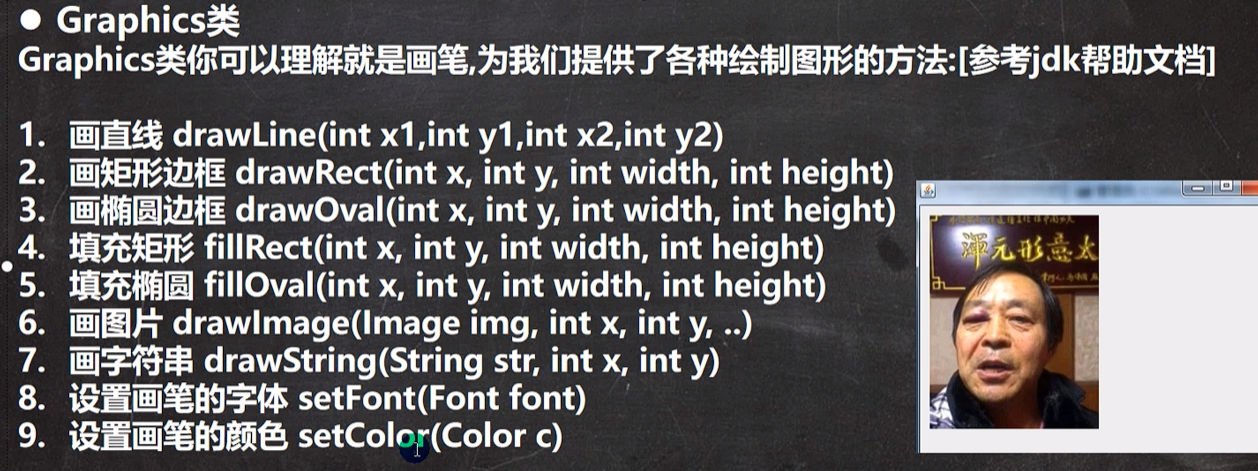 ● Graphics类
Graphics类你可以理解就是画笔,为我们提供了各种绘制图形的方法:[参考jdk帮助文档]
1. 画直线 drawLine(int x1,int y1,int x2,int y2)
2. 画矩形边框 drawRect(int x, int y, int width, int height)
3. 画椭圆边框 drawOval(int x, int y, int width, int height)
4. 填充矩形 fillRect(int x, int y, int width, int height)
5. 填充椭圆 fillOval(int x, int y, int width, int height)
6. 画图片 drawImage(Image img, int x, int y, ..)
7. 画字符串 drawString(String str, int x, int y)
8. 设置画笔的字体 setFont(Font font)
9. 设置画笔的颜色 setColor(Color c)
渾元形意太